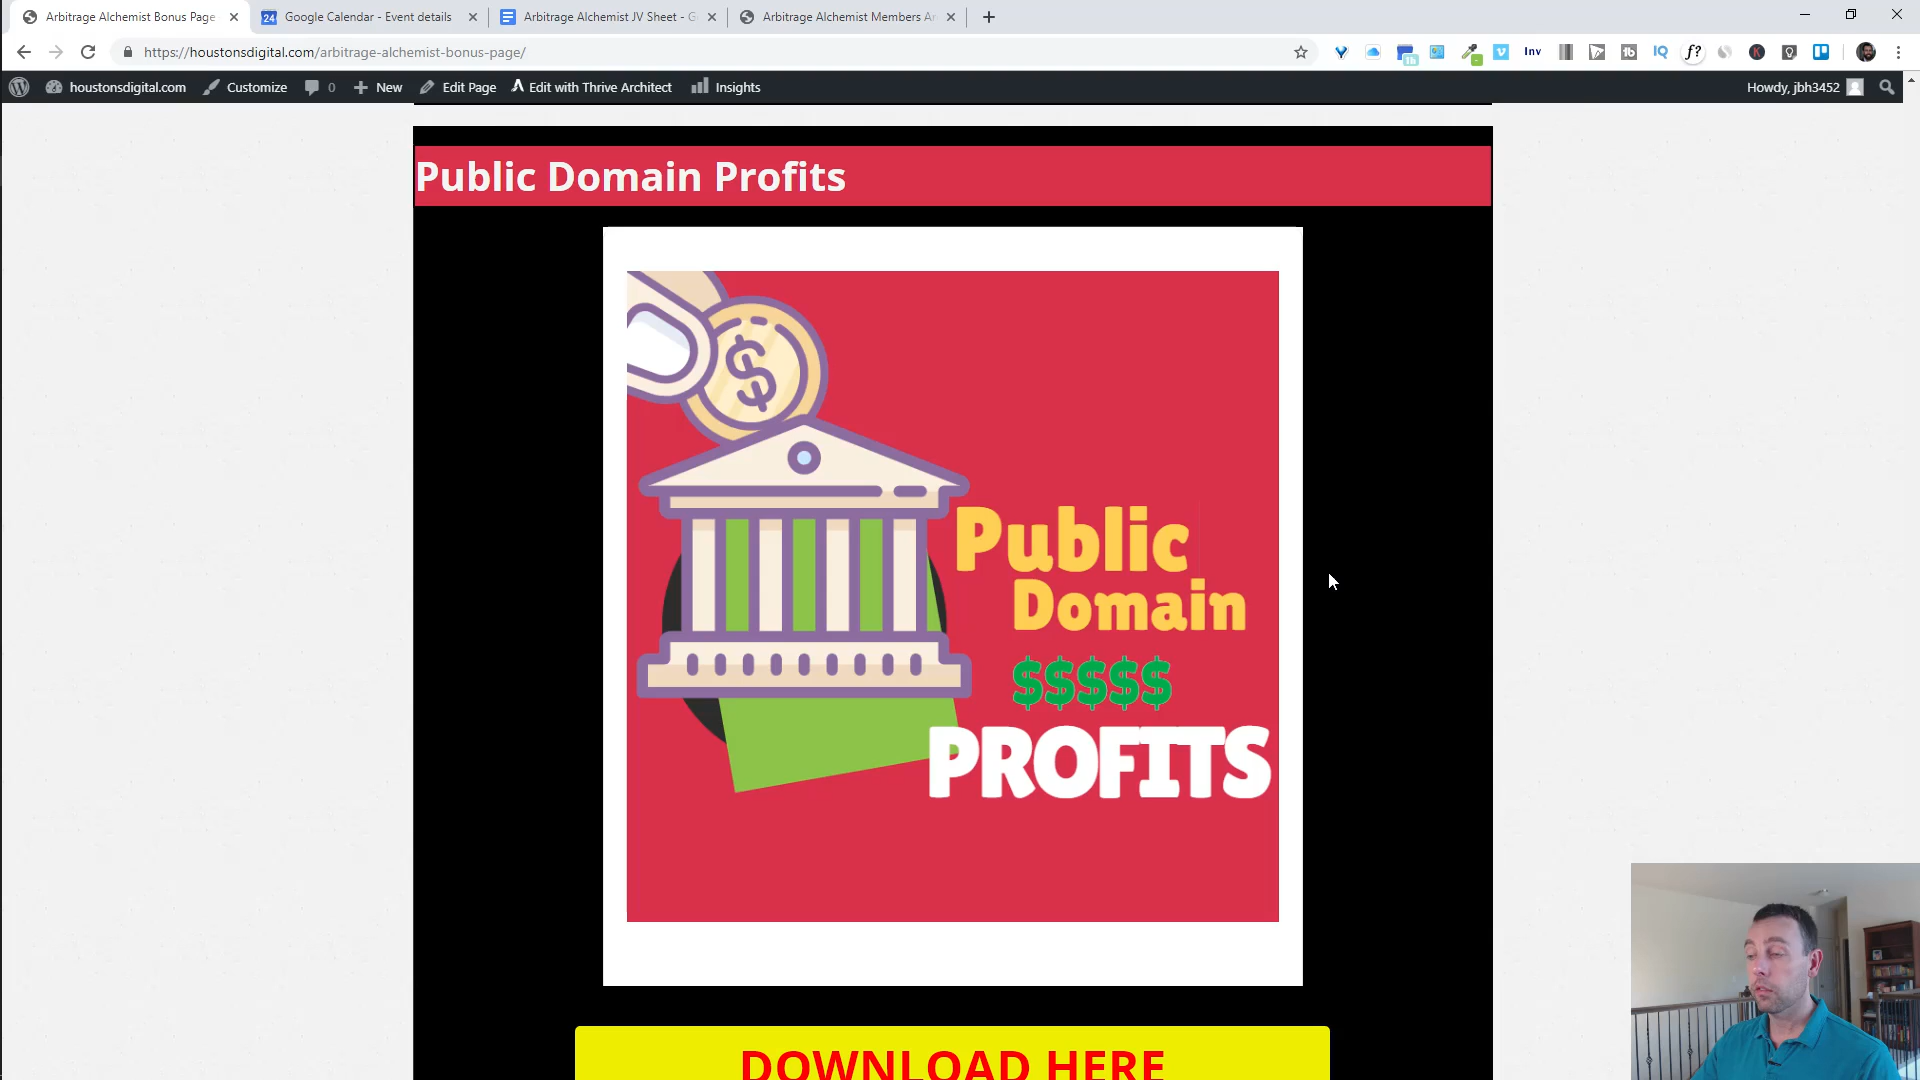 Arbitrage Alchemist Bonus Page
Google Calendar - Event details
Arbitrage Alchemist JV Sheet - G
Arbitrage Alchemist Members Ar
https://houstonsdigital.com/arbitrage-alchemist-bonus-page/
houstonsdigital.com
Customize
0
New
Edit Page
Edit with Thrive Architect
Insights
Howdy, jbh3452
Public Domain Profits
$
Public
Domain
$$$$$
PROFITS
DOWNLOAD HERE